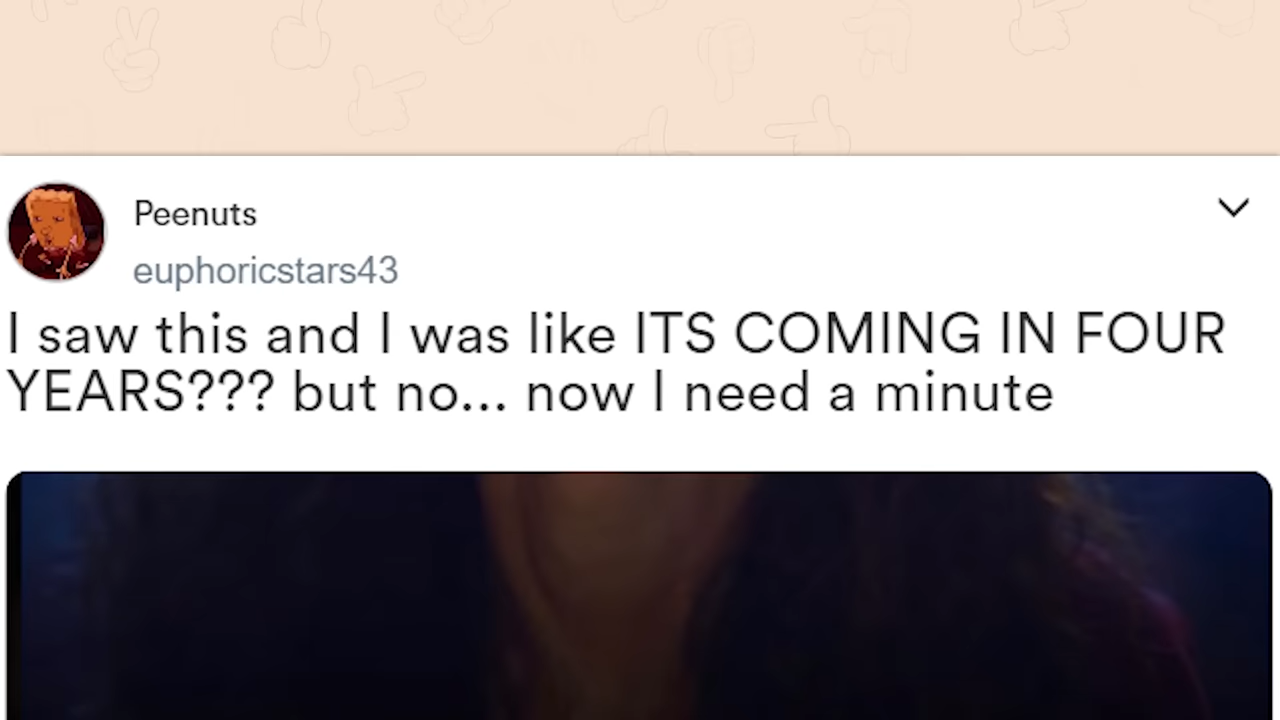 Peenuts
euphoricstars43
I saw this and I was like ITS COMING IN FOUR
YEARS??? but no... now I need a minute